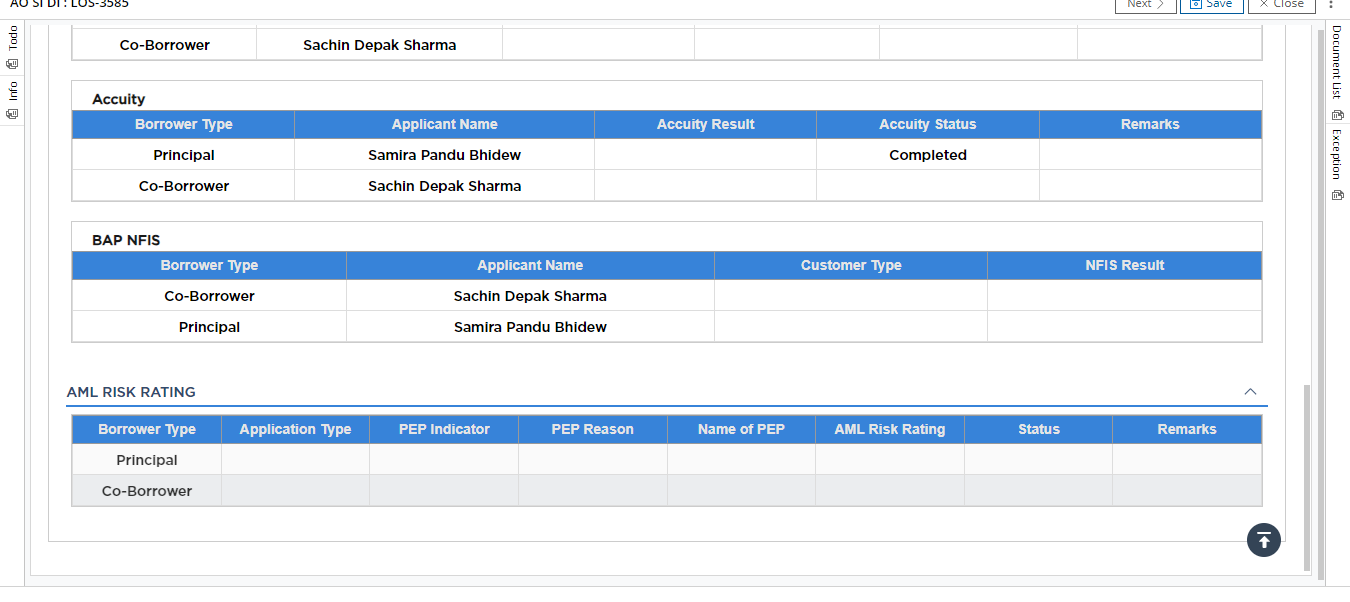 AO SI DI : LOS-3585
Next Save Close
Todo
Info
Document List
Exception
Co-Borrower Sachin Depak Sharma
Accuity
Borrower Type Applicant Name Accuity Result Accuity Status Remarks
Principal Samira Pandu Bhidew Completed
Co-Borrower Sachin Depak Sharma
BAP NFIS
Borrower Type Applicant Name Customer Type NFIS Result
Co-Borrower Sachin Depak Sharma
Principal Samira Pandu Bhidew
AML RISK RATING
Borrower Type Application Type PEP Indicator PEP Reason Name of PEP AML Risk Rating Status Remarks
Principal
Co-Borrower